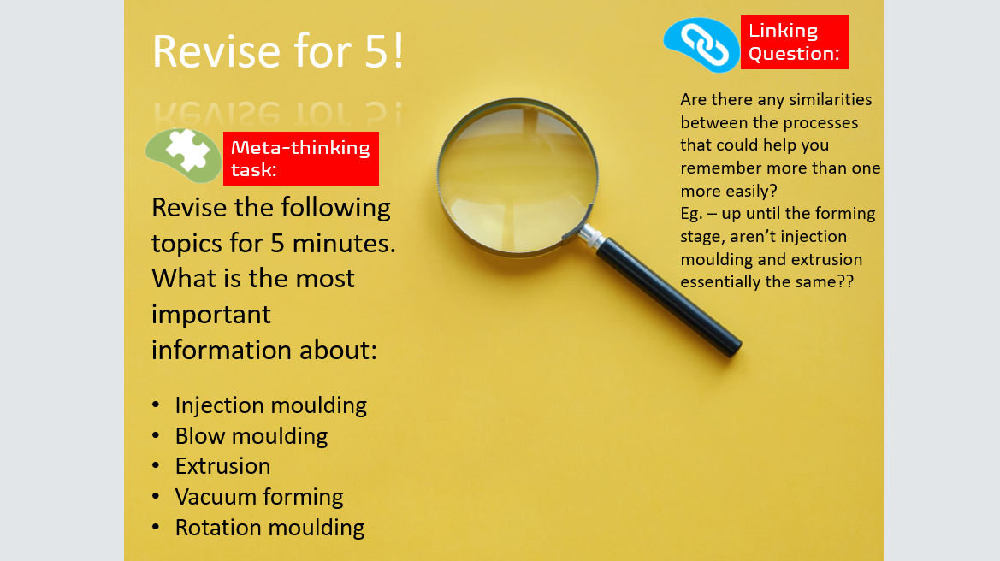 Revise for 5!
Meta-thinking
task:
Revise the following
topics for 5 minutes.
What is the most
important
information about:
• Injection moulding
• Blow moulding
• Extrusion
• Vacuum forming
• Rotation moulding
Linking
Question:
Are there any similarities
between the processes
that could help you
remember more than one
more easily?
Eg. – up until the forming
stage, aren’t injection
moulding and extrusion
essentially the same??